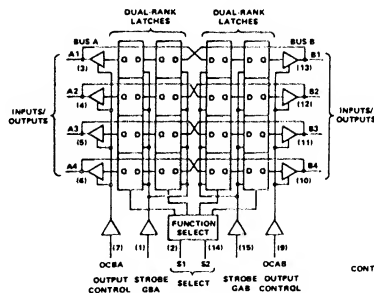 DUAL-RANK LATCHES DUAL-RANK LATCHES
BUS A BUS B
A1 B1
(3) (13)
A2 B2
(4) (12)
INPUTS/ OUTPUTS INPUTS/ OUTPUTS
A3 B3
(5) (11)
A4 B4
(6) (10)
FUNCTION SELECT
(7) (1) (2) (14) (15) (9)
OCBA STROBE S1 S2 STROBE OCAB
OUTPUT CONTROL GBA SELECT GAB OUTPUT CONTROL
CONT